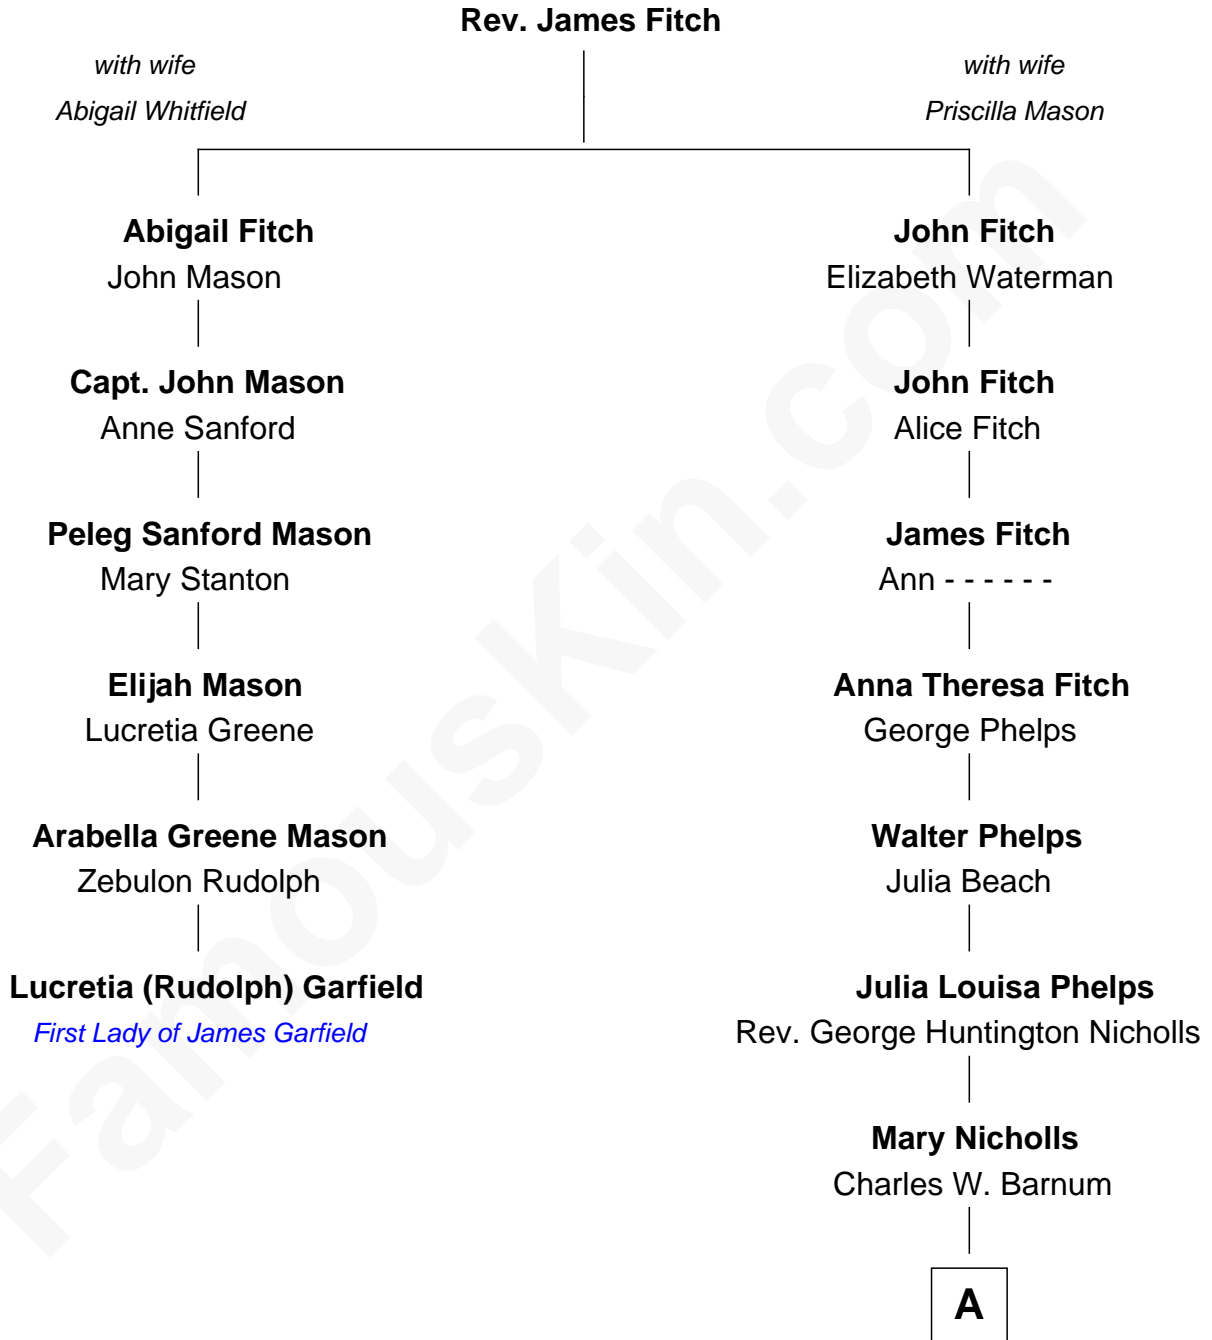 Rev. James Fitch
with wife
Abigail Whitfield
with wife
Priscilla Mason
Abigail Fitch
John Mason
John Fitch
Elizabeth Waterman
Capt. John Mason
Anne Sanford
John Fitch
Alice Fitch
Peleg Sanford Mason
Mary Stanton
James Fitch
Ann - - - - - -
Elijah Mason
Lucretia Greene
Anna Theresa Fitch
George Phelps
Arabella Greene Mason
Zebulon Rudolph
Walter Phelps
Julia Beach
Lucretia (Rudolph) Garfield
First Lady of James Garfield
Julia Louisa Phelps
Rev. George Huntington Nicholls
Mary Nicholls
Charles W. Barnum
A
FamousKin.com